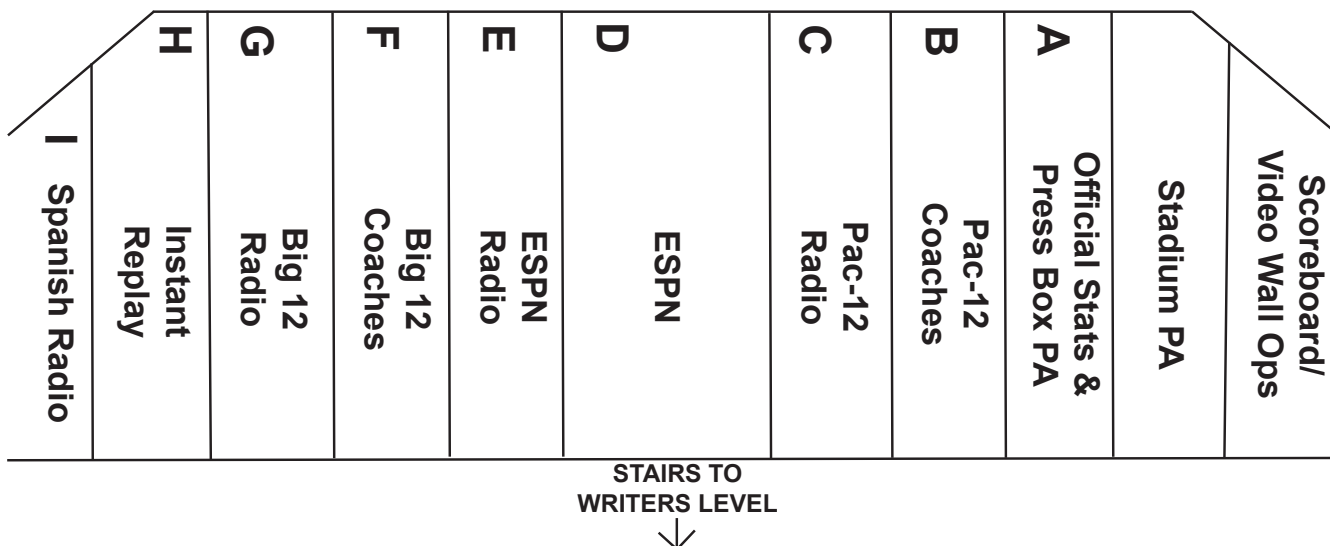 I
Spanish Radio
H
Instant
Replay
G
Big 12
Radio
F
Big 12
Coaches
E
ESPN
Radio
D
ESPN
C
Pac-12
Radio
B
Pac-12
Coaches
A
Official Stats &
Press Box PA
Stadium PA
Scoreboard/
Video Wall Ops
STAIRS TO
WRITERS LEVEL